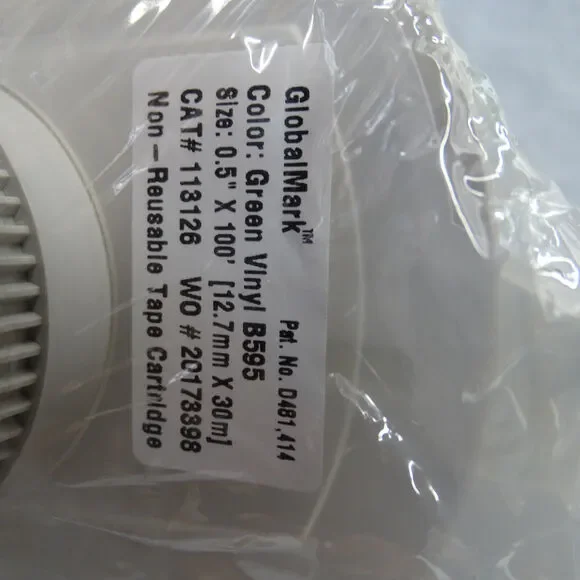 GlobalMark™ Pat. No. D481,414
Color: Green Vinyl B595
Size: 0.5" X 100' [12.7mm X 30m]
CAT# 113126 WO # 20173398
Non-Reusable Tape Cartridge